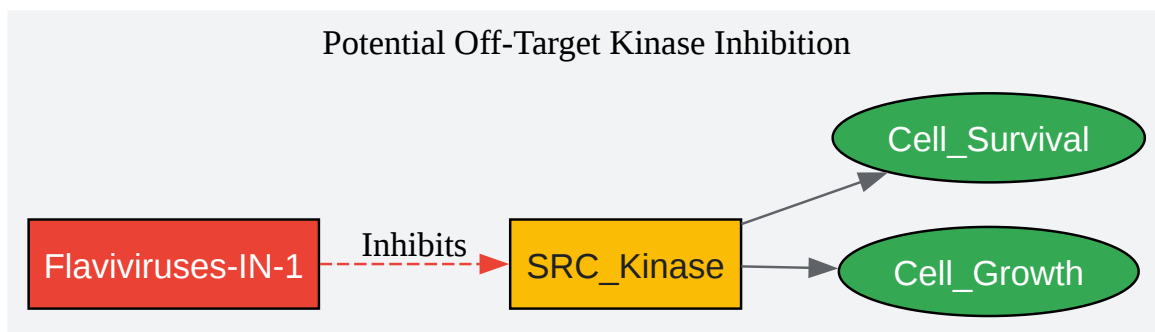 Potential Off-Target Kinase Inhibition
Cell_Survival
Flaviviruses-IN-1
Inhibits
SRC_Kinase
Cell_Growth